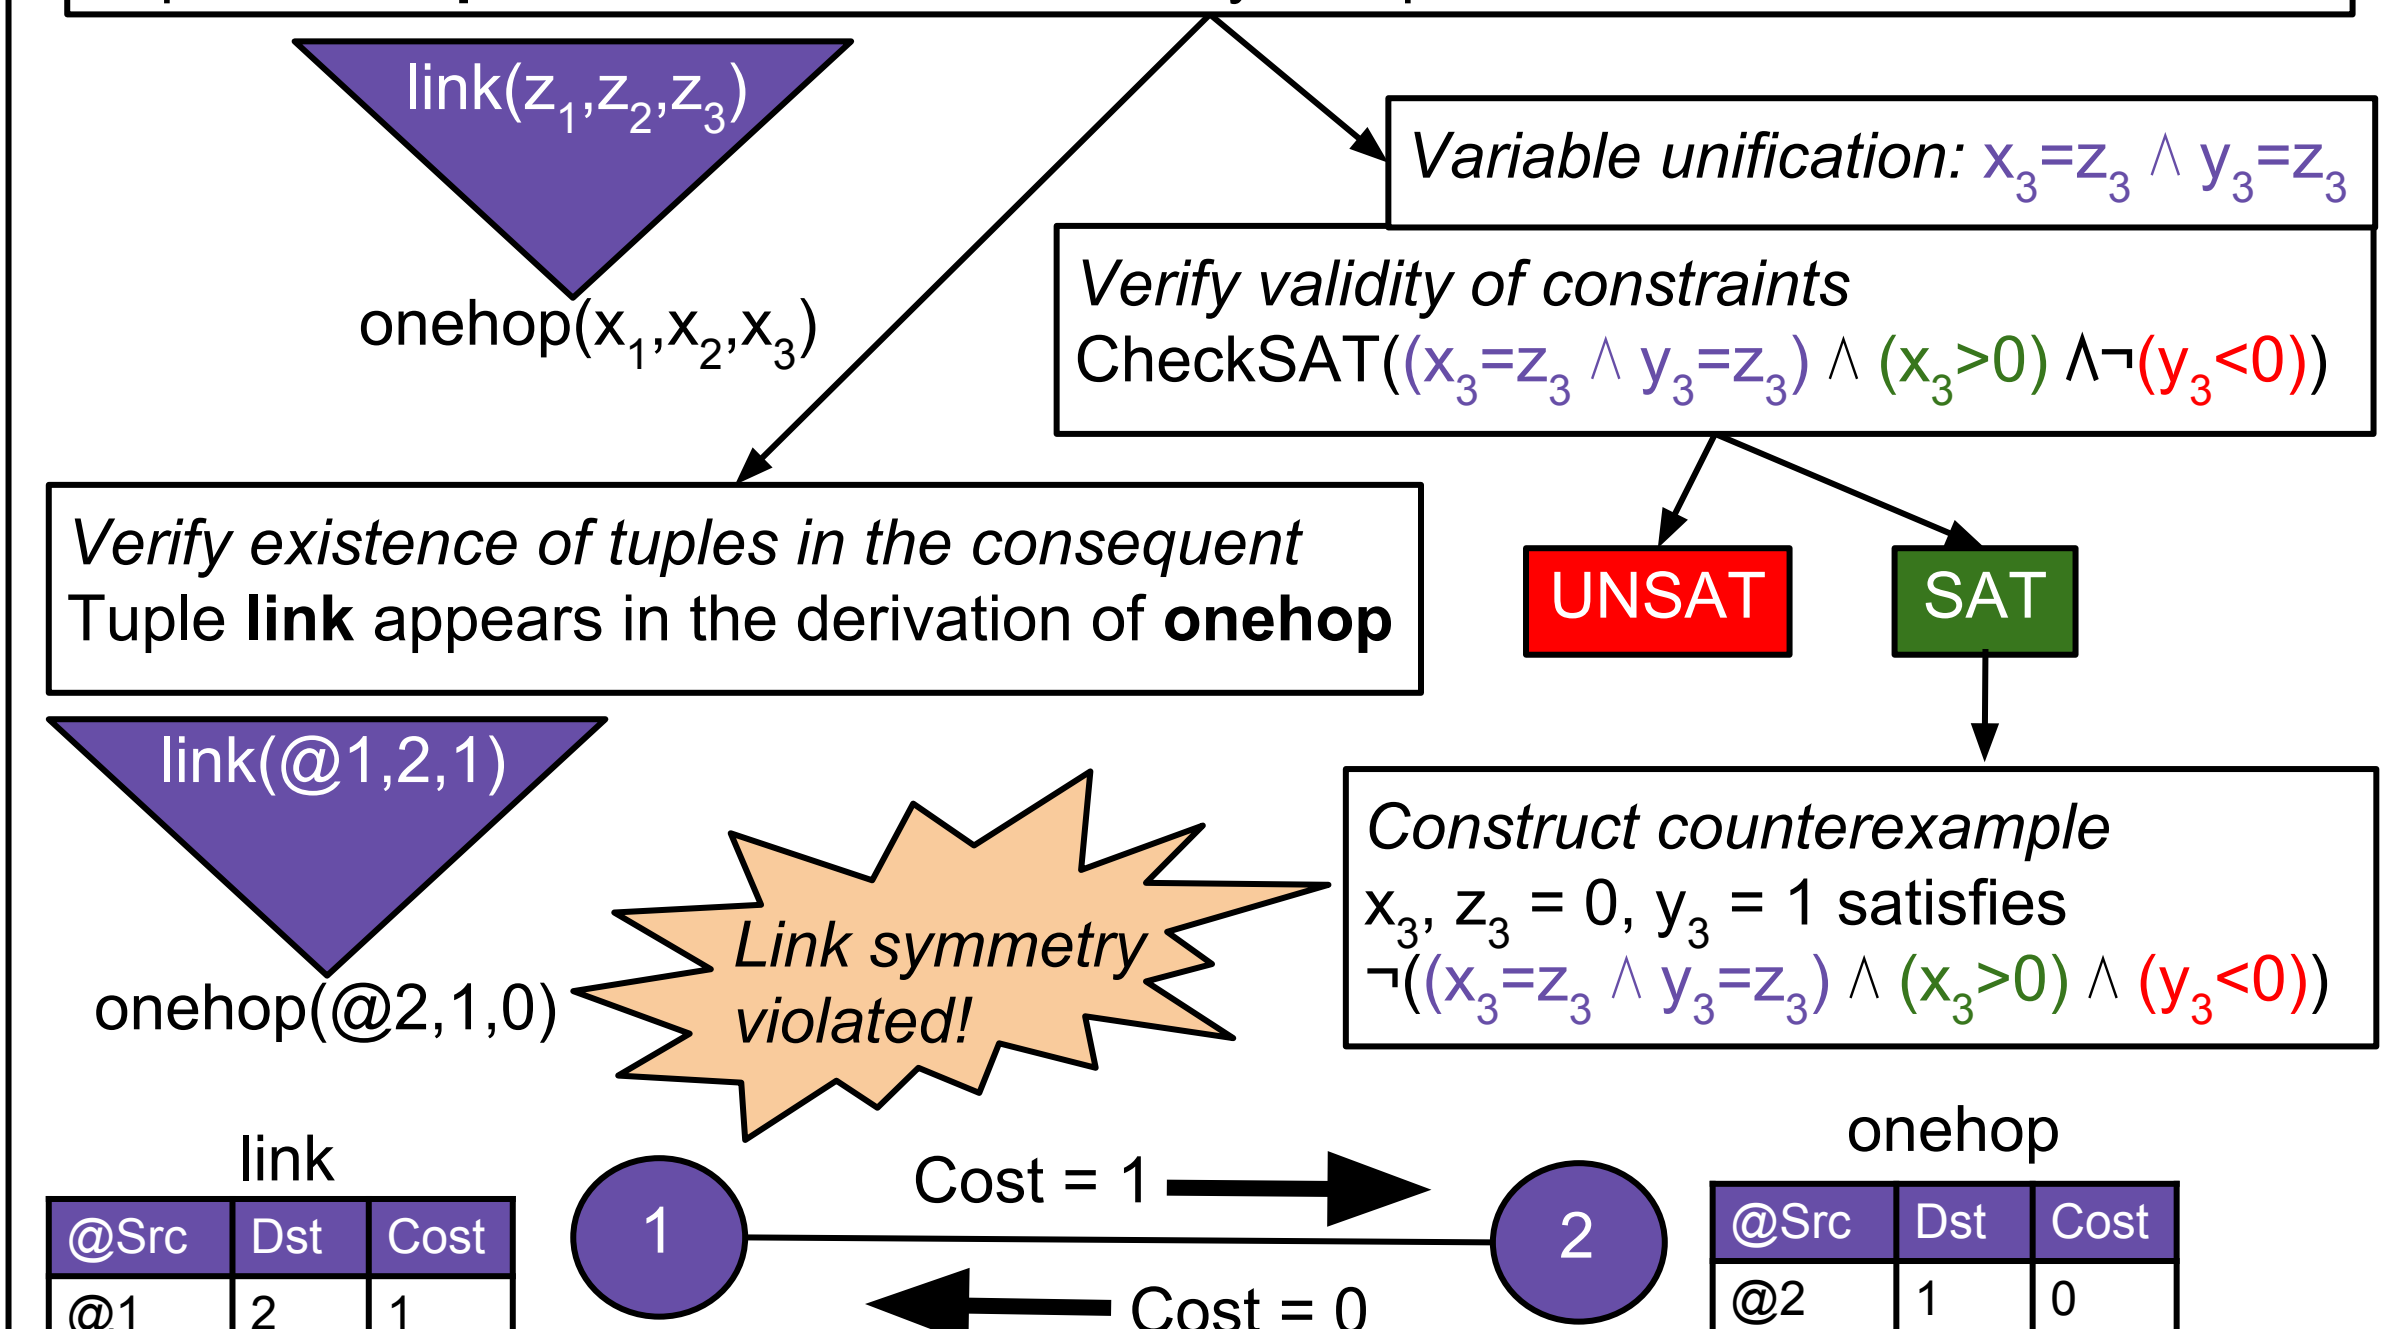 link(z₁,z₂,z₃)
Variable unification: x₃=z₃ ∧ y₃=z₃
onehop(x₁,x₂,x₃)
Verify validity of constraints
CheckSAT((x₃=z₃ ∧ y₃=z₃) ∧ (x₃>0) ∧¬(y₃<0))
Verify existence of tuples in the consequent
Tuple link appears in the derivation of onehop
UNSAT
SAT
link(@1,2,1)
onehop(@2,1,0)
Link symmetry
violated!
Construct counterexample
x₃, z₃ = 0, y₃ = 1 satisfies
¬((x₃=z₃ ∧ y₃=z₃) ∧ (x₃>0) ∧ (y₃<0))
link
@Src Dst Cost
@1 2 1
1
Cost = 1
Cost = 0
2
onehop
@Src Dst Cost
@2 1 0